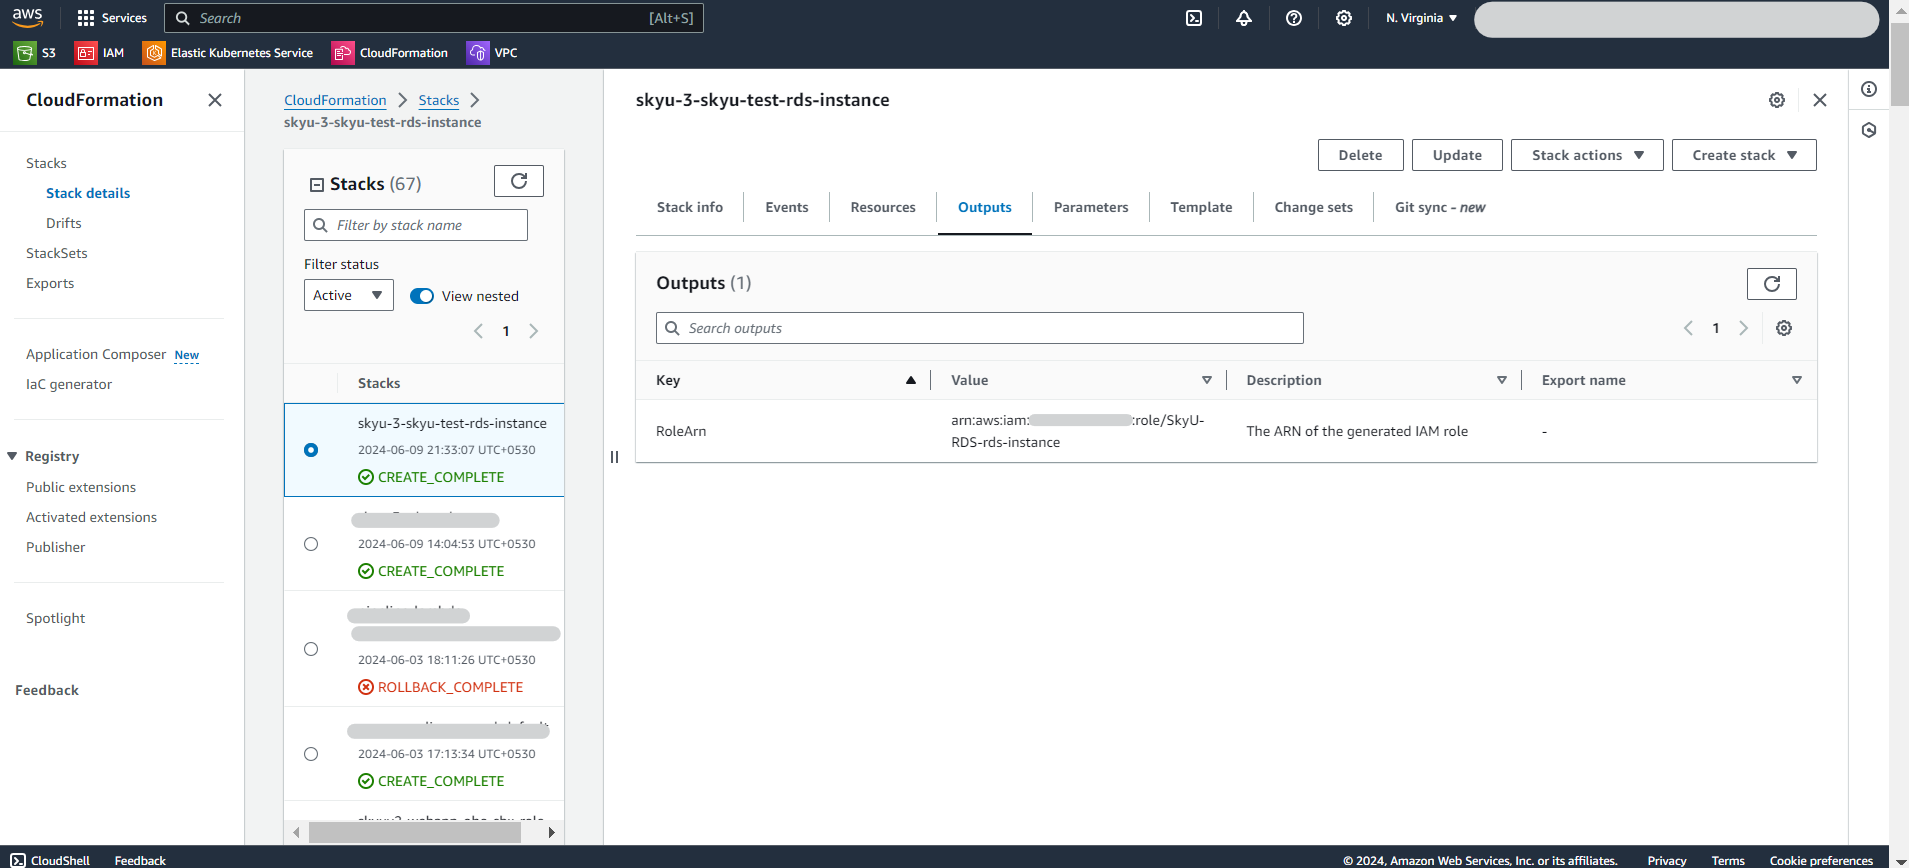 aws
Services
Search
[Alt+S]
N. Virginia
S3
IAM
Elastic Kubernetes Service
CloudFormation
VPC
CloudFormation
Stacks
Stack details
Drifts
StackSets
Exports
Application Composer New
IaC generator
Registry
Public extensions
Activated extensions
Publisher
Spotlight
Feedback
CloudFormation
Stacks
skyu-3-skyu-test-rds-instance
Stacks (67)
Filter by stack name
Filter status
Active
View nested
1
Stacks
skyu-3-skyu-test-rds-instance
2024-06-09 21:33:07 UTC+0530
CREATE_COMPLETE
2024-06-09 14:04:53 UTC+0530
CREATE_COMPLETE
2024-06-03 18:11:26 UTC+0530
ROLLBACK_COMPLETE
2024-06-03 17:13:34 UTC+0530
CREATE_COMPLETE
skyu-3-skyu-test-rds-instance
Delete
Update
Stack actions
Create stack
Stack info
Events
Resources
Outputs
Parameters
Template
Change sets
Git sync - new
Outputs (1)
Search outputs
1
Key
Value
Description
Export name
RoleArn
arn:aws:iam: :role/SkyU-
RDS-rds-instance
The ARN of the generated IAM role
-
CloudShell
Feedback
© 2024, Amazon Web Services, Inc. or its affiliates.
Privacy
Terms
Cookie preferences